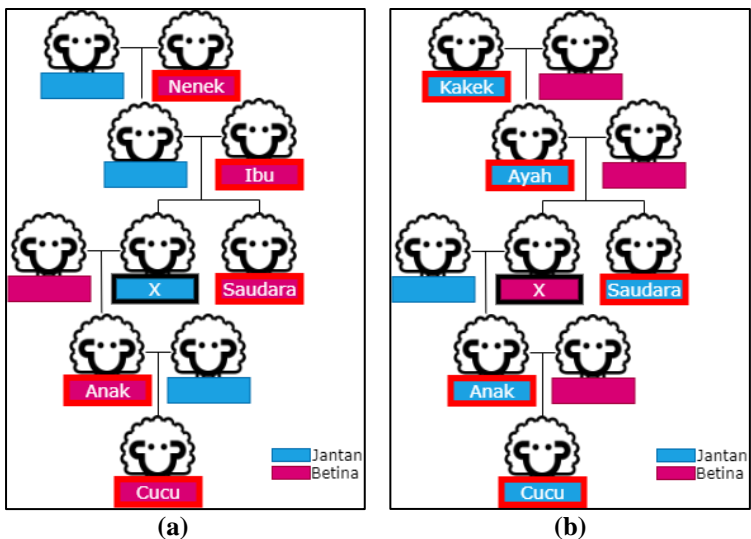 Nenek
Ibu
X
Saudara
Anak
Jantan
Betina
Cucu
(a)
Kakek
Ayah
X
Saudara
Anak
Jantan
Betina
Cucu
(b)